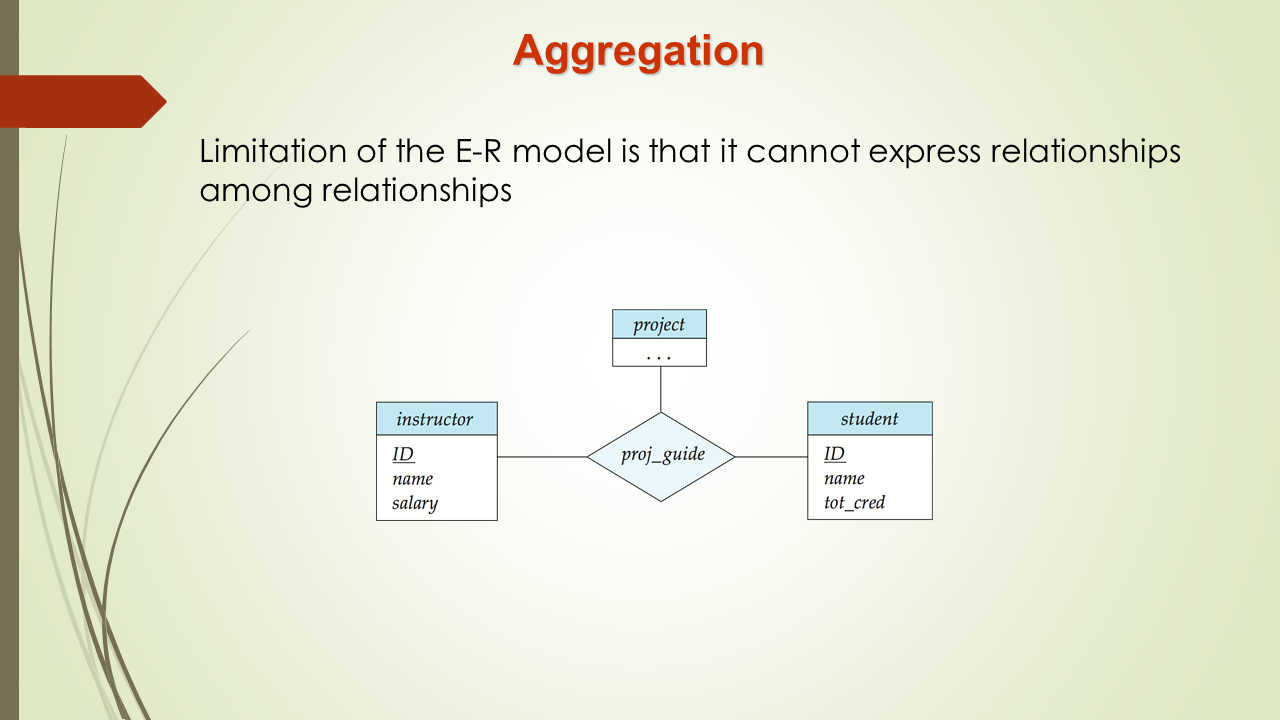 Aggregation
Limitation of the E-R model is that it cannot express relationships
among relationships
project
. . .
instructor
ID
name
salary
proj_guide
student
ID
name
tot_cred